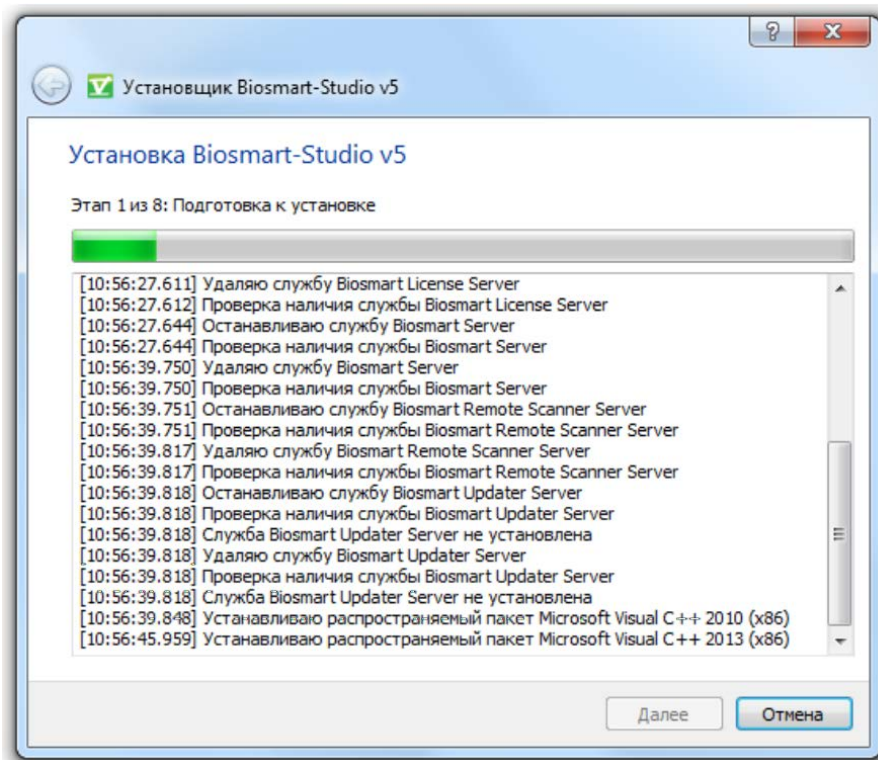 Установщик Biosmart-Studio v5
Установка Biosmart-Studio v5
Этап 1 из 8: Подготовка к установке
[10:56:27.611] Удаляю службу Biosmart License Server
[10:56:27.612] Проверка наличия службы Biosmart License Server
[10:56:27.644] Останавливаю службу Biosmart Server
[10:56:27.644] Проверка наличия службы Biosmart Server
[10:56:39.750] Удаляю службу Biosmart Server
[10:56:39.750] Проверка наличия службы Biosmart Server
[10:56:39.751] Останавливаю службу Biosmart Remote Scanner Server
[10:56:39.751] Проверка наличия службы Biosmart Remote Scanner Server
[10:56:39.817] Удаляю службу Biosmart Remote Scanner Server
[10:56:39.817] Проверка наличия службы Biosmart Remote Scanner Server
[10:56:39.818] Останавливаю службу Biosmart Updater Server
[10:56:39.818] Проверка наличия службы Biosmart Updater Server
[10:56:39.818] Служба Biosmart Updater Server не установлена
[10:56:39.818] Удаляю службу Biosmart Updater Server
[10:56:39.818] Проверка наличия службы Biosmart Updater Server
[10:56:39.818] Служба Biosmart Updater Server не установлена
[10:56:39.848] Устанавливаю распространяемый пакет Microsoft Visual C++ 2010 (x86)
[10:56:45.959] Устанавливаю распространяемый пакет Microsoft Visual C++ 2013 (x86)
Далее Отмена